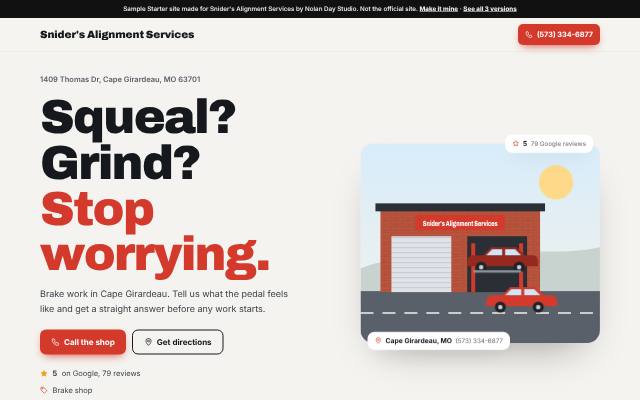 Sample Starter site made for Snider's Alignment Services by Nolan Day Studio. Not the official site. Make it mine · See all 3 versions
Snider's Alignment Services
(573) 334-6877
1409 Thomas Dr, Cape Girardeau, MO 63701
Squeal?
Grind?
Stop
worrying.
Brake work in Cape Girardeau. Tell us what the pedal feels
like and get a straight answer before any work starts.
Call the shop
Get directions
5 on Google, 79 reviews
Brake shop
5 79 Google reviews
Snider's Alignment Services
Cape Girardeau, MO (573) 334-6877